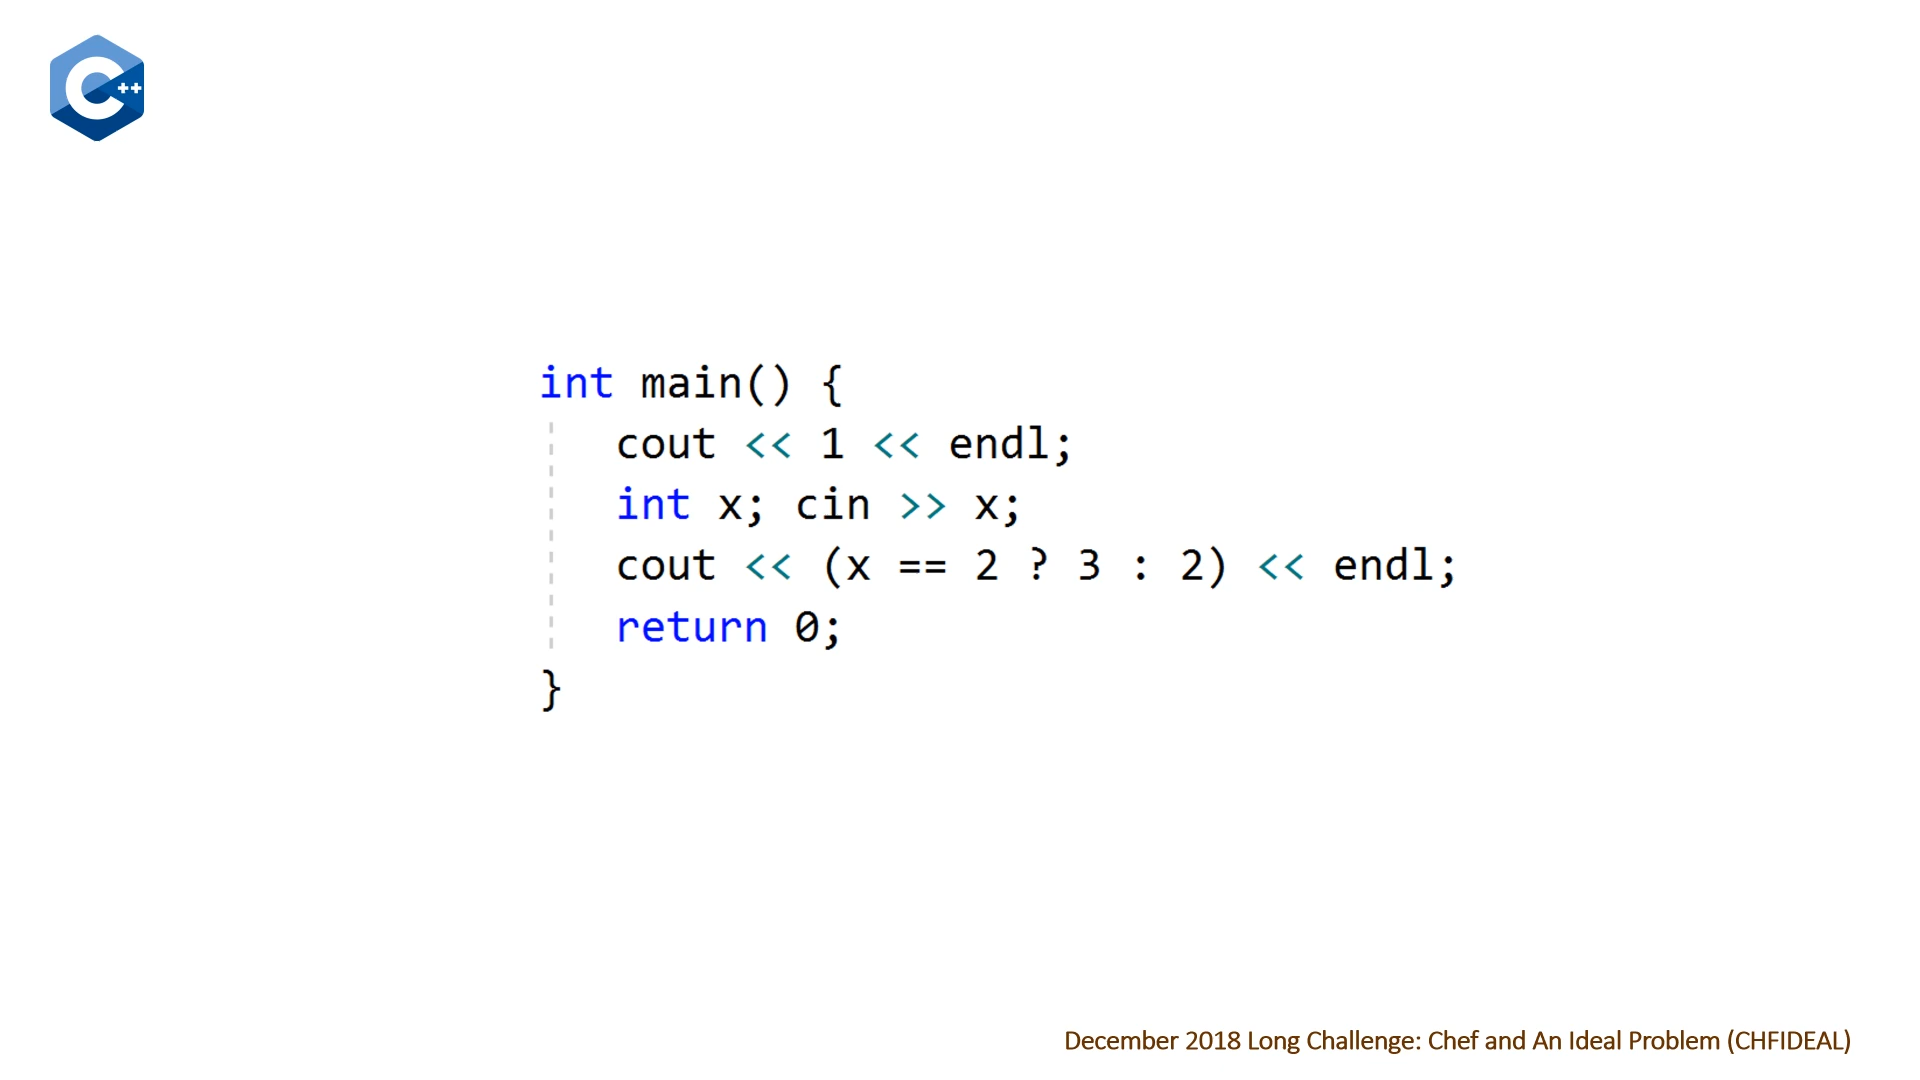 C++
int main() {
cout << 1 << endl;
int x; cin >> x;
cout << (x == 2 ? 3 : 2) << endl;
return 0;
}
December 2018 Long Challenge: Chef and An Ideal Problem (CHFIDEAL)